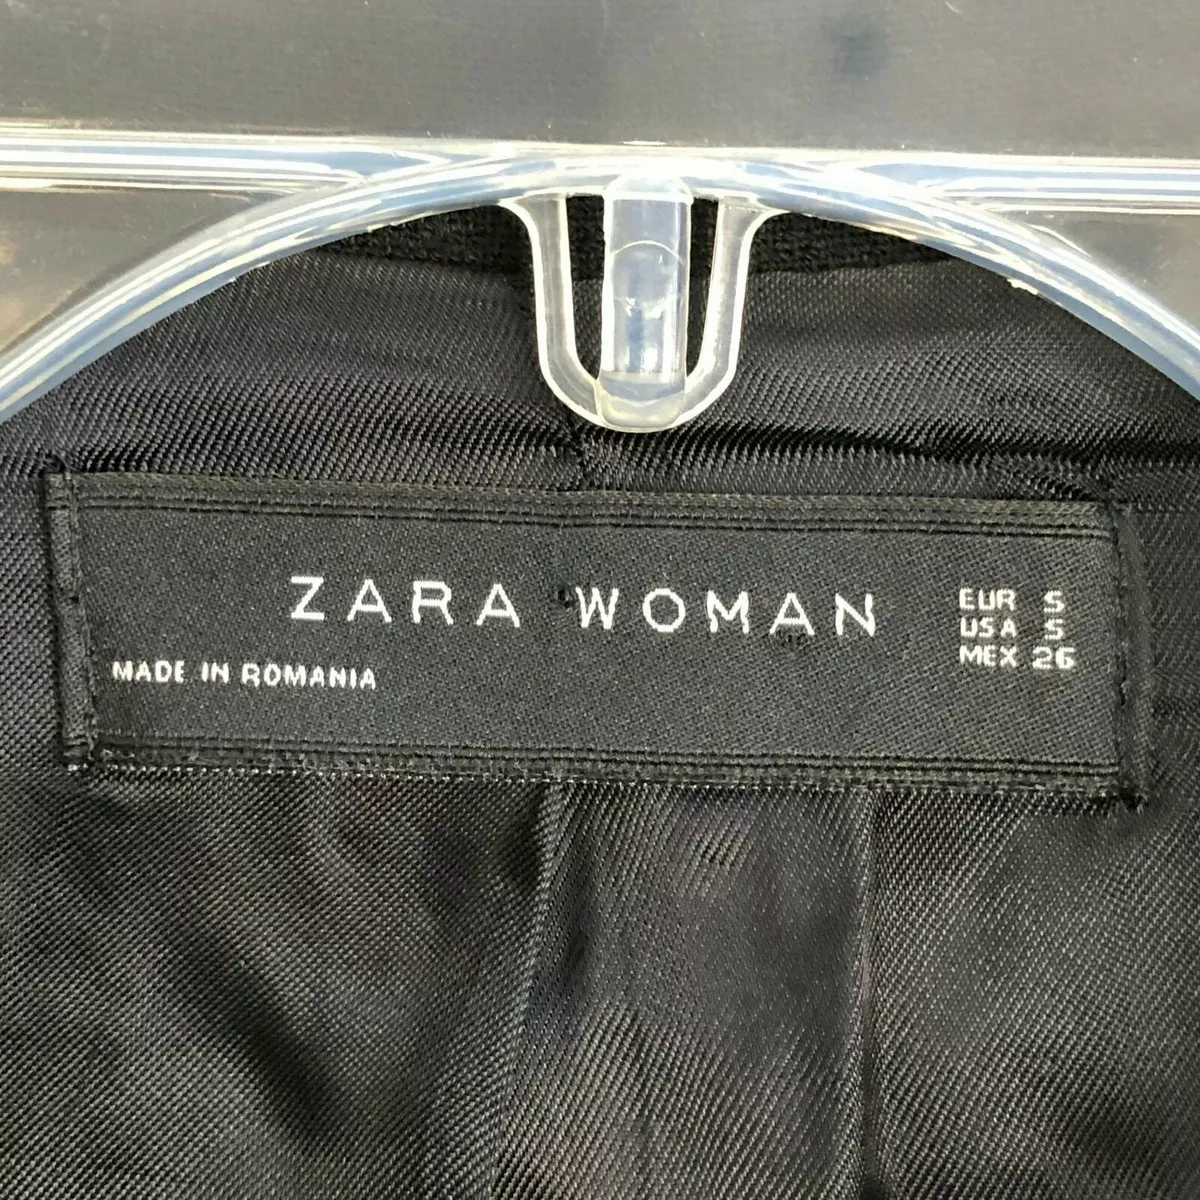 ZARA WOMAN
EUR S
USA S
MEX 26
MADE IN ROMANIA